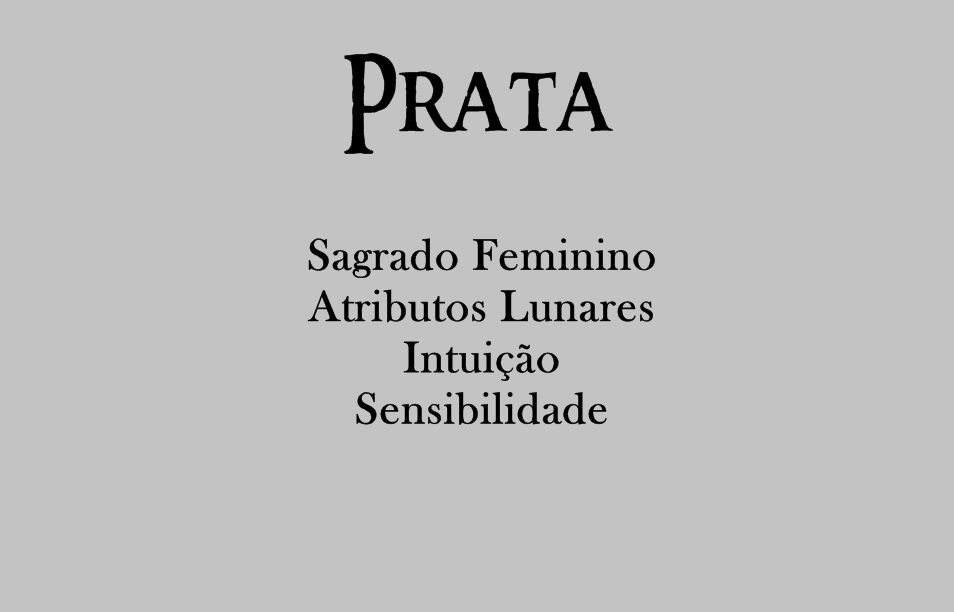 PRATA
Sagrado Feminino
Atributos Lunares
Intuição
Sensibilidade